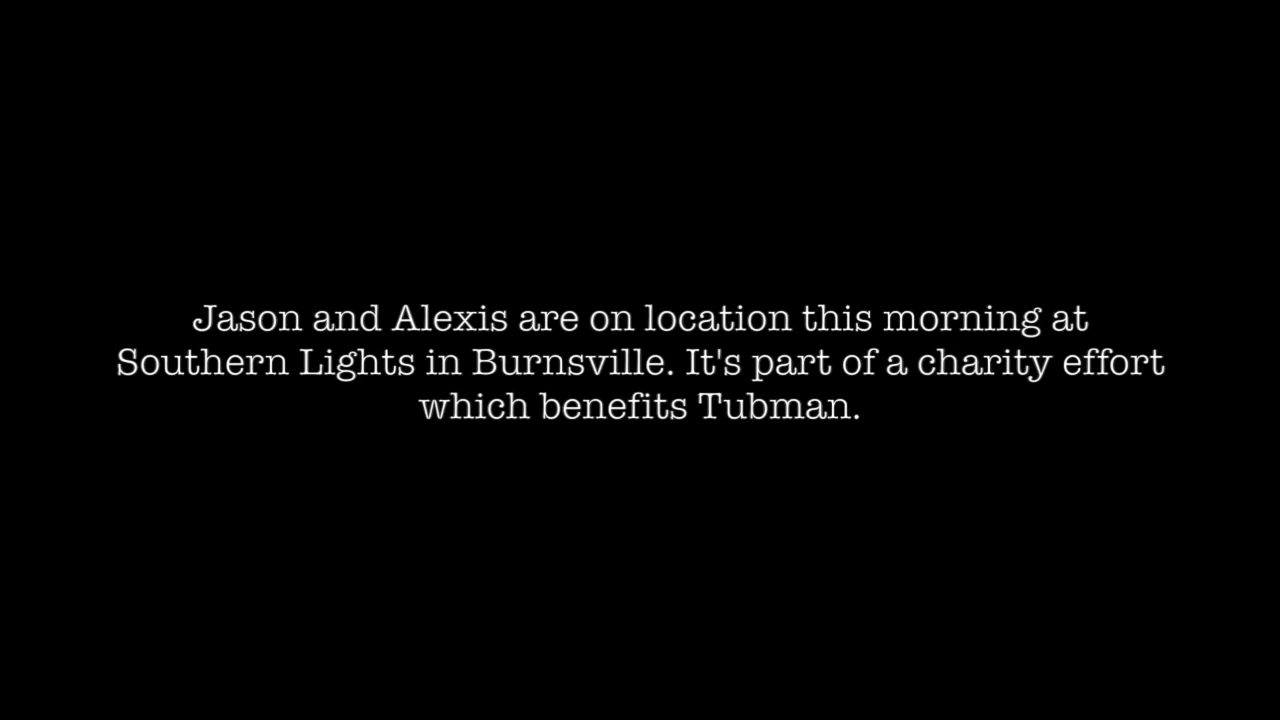 Jason and Alexis are on location this morning at
Southern Lights in Burnsville. It's part of a charity effort
which benefits Tubman.